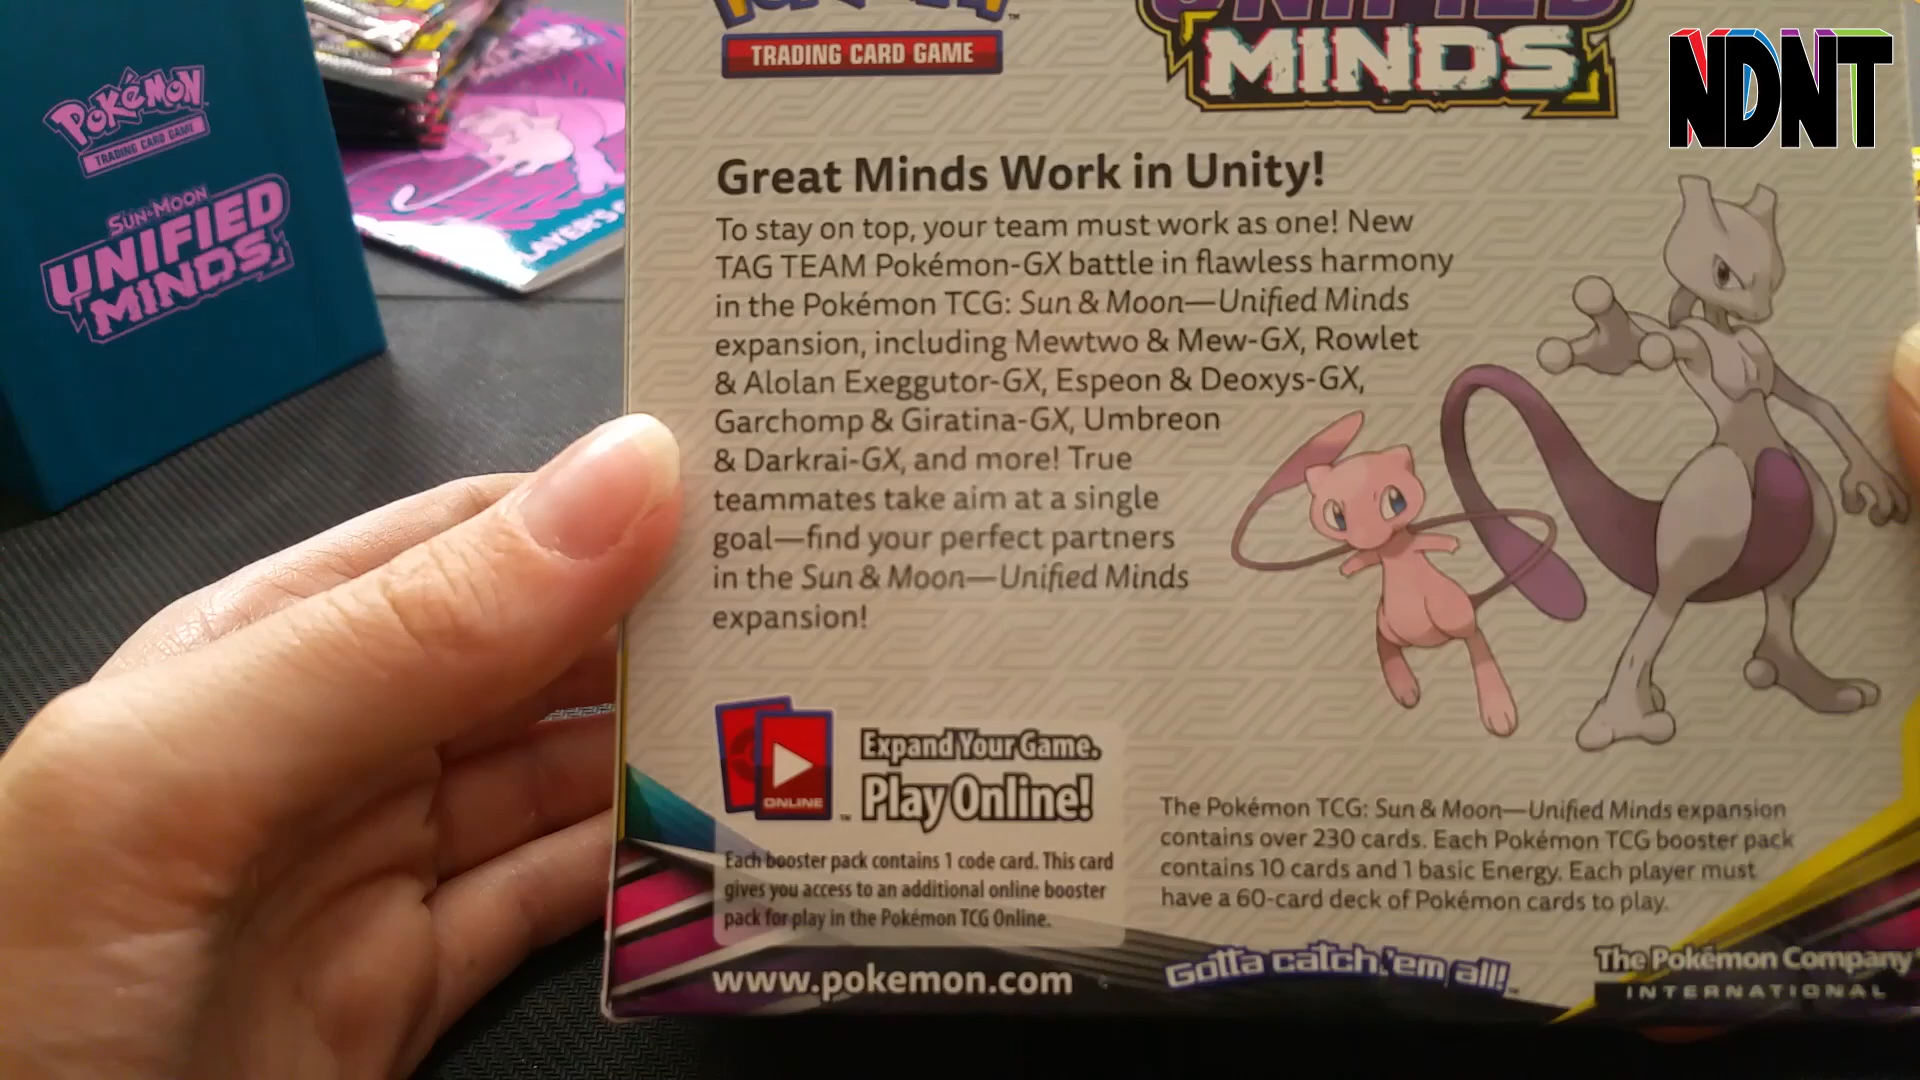 Pokémon
TRADING CARD GAME
SUN & MOON
UNIFIED
MINDS
TRADING CARD GAME
UNIFIED
MINDS
NDNT
Great Minds Work in Unity!
To stay on top, your team must work as one! New
TAG TEAM Pokémon-GX battle in flawless harmony
in the Pokémon TCG: Sun & Moon—Unified Minds
expansion, including Mewtwo & Mew-GX, Rowlet
& Alolan Exeggutor-GX, Espeon & Deoxys-GX,
Garchomp & Giratina-GX, Umbreon
& Darkrai-GX, and more! True
teammates take aim at a single
goal—find your perfect partners
in the Sun & Moon—Unified Minds
expansion!
ONLINE
Expand Your Game.
Play Online!
Each booster pack contains 1 code card. This card
gives you access to an additional online booster
pack for play in the Pokémon TCG Online.
The Pokémon TCG: Sun & Moon—Unified Minds expansion
contains over 230 cards. Each Pokémon TCG booster pack
contains 10 cards and 1 basic Energy. Each player must
have a 60-card deck of Pokémon cards to play.
www.pokemon.com
Gotta catch 'em all!
The Pokémon Company
INTERNATIONAL